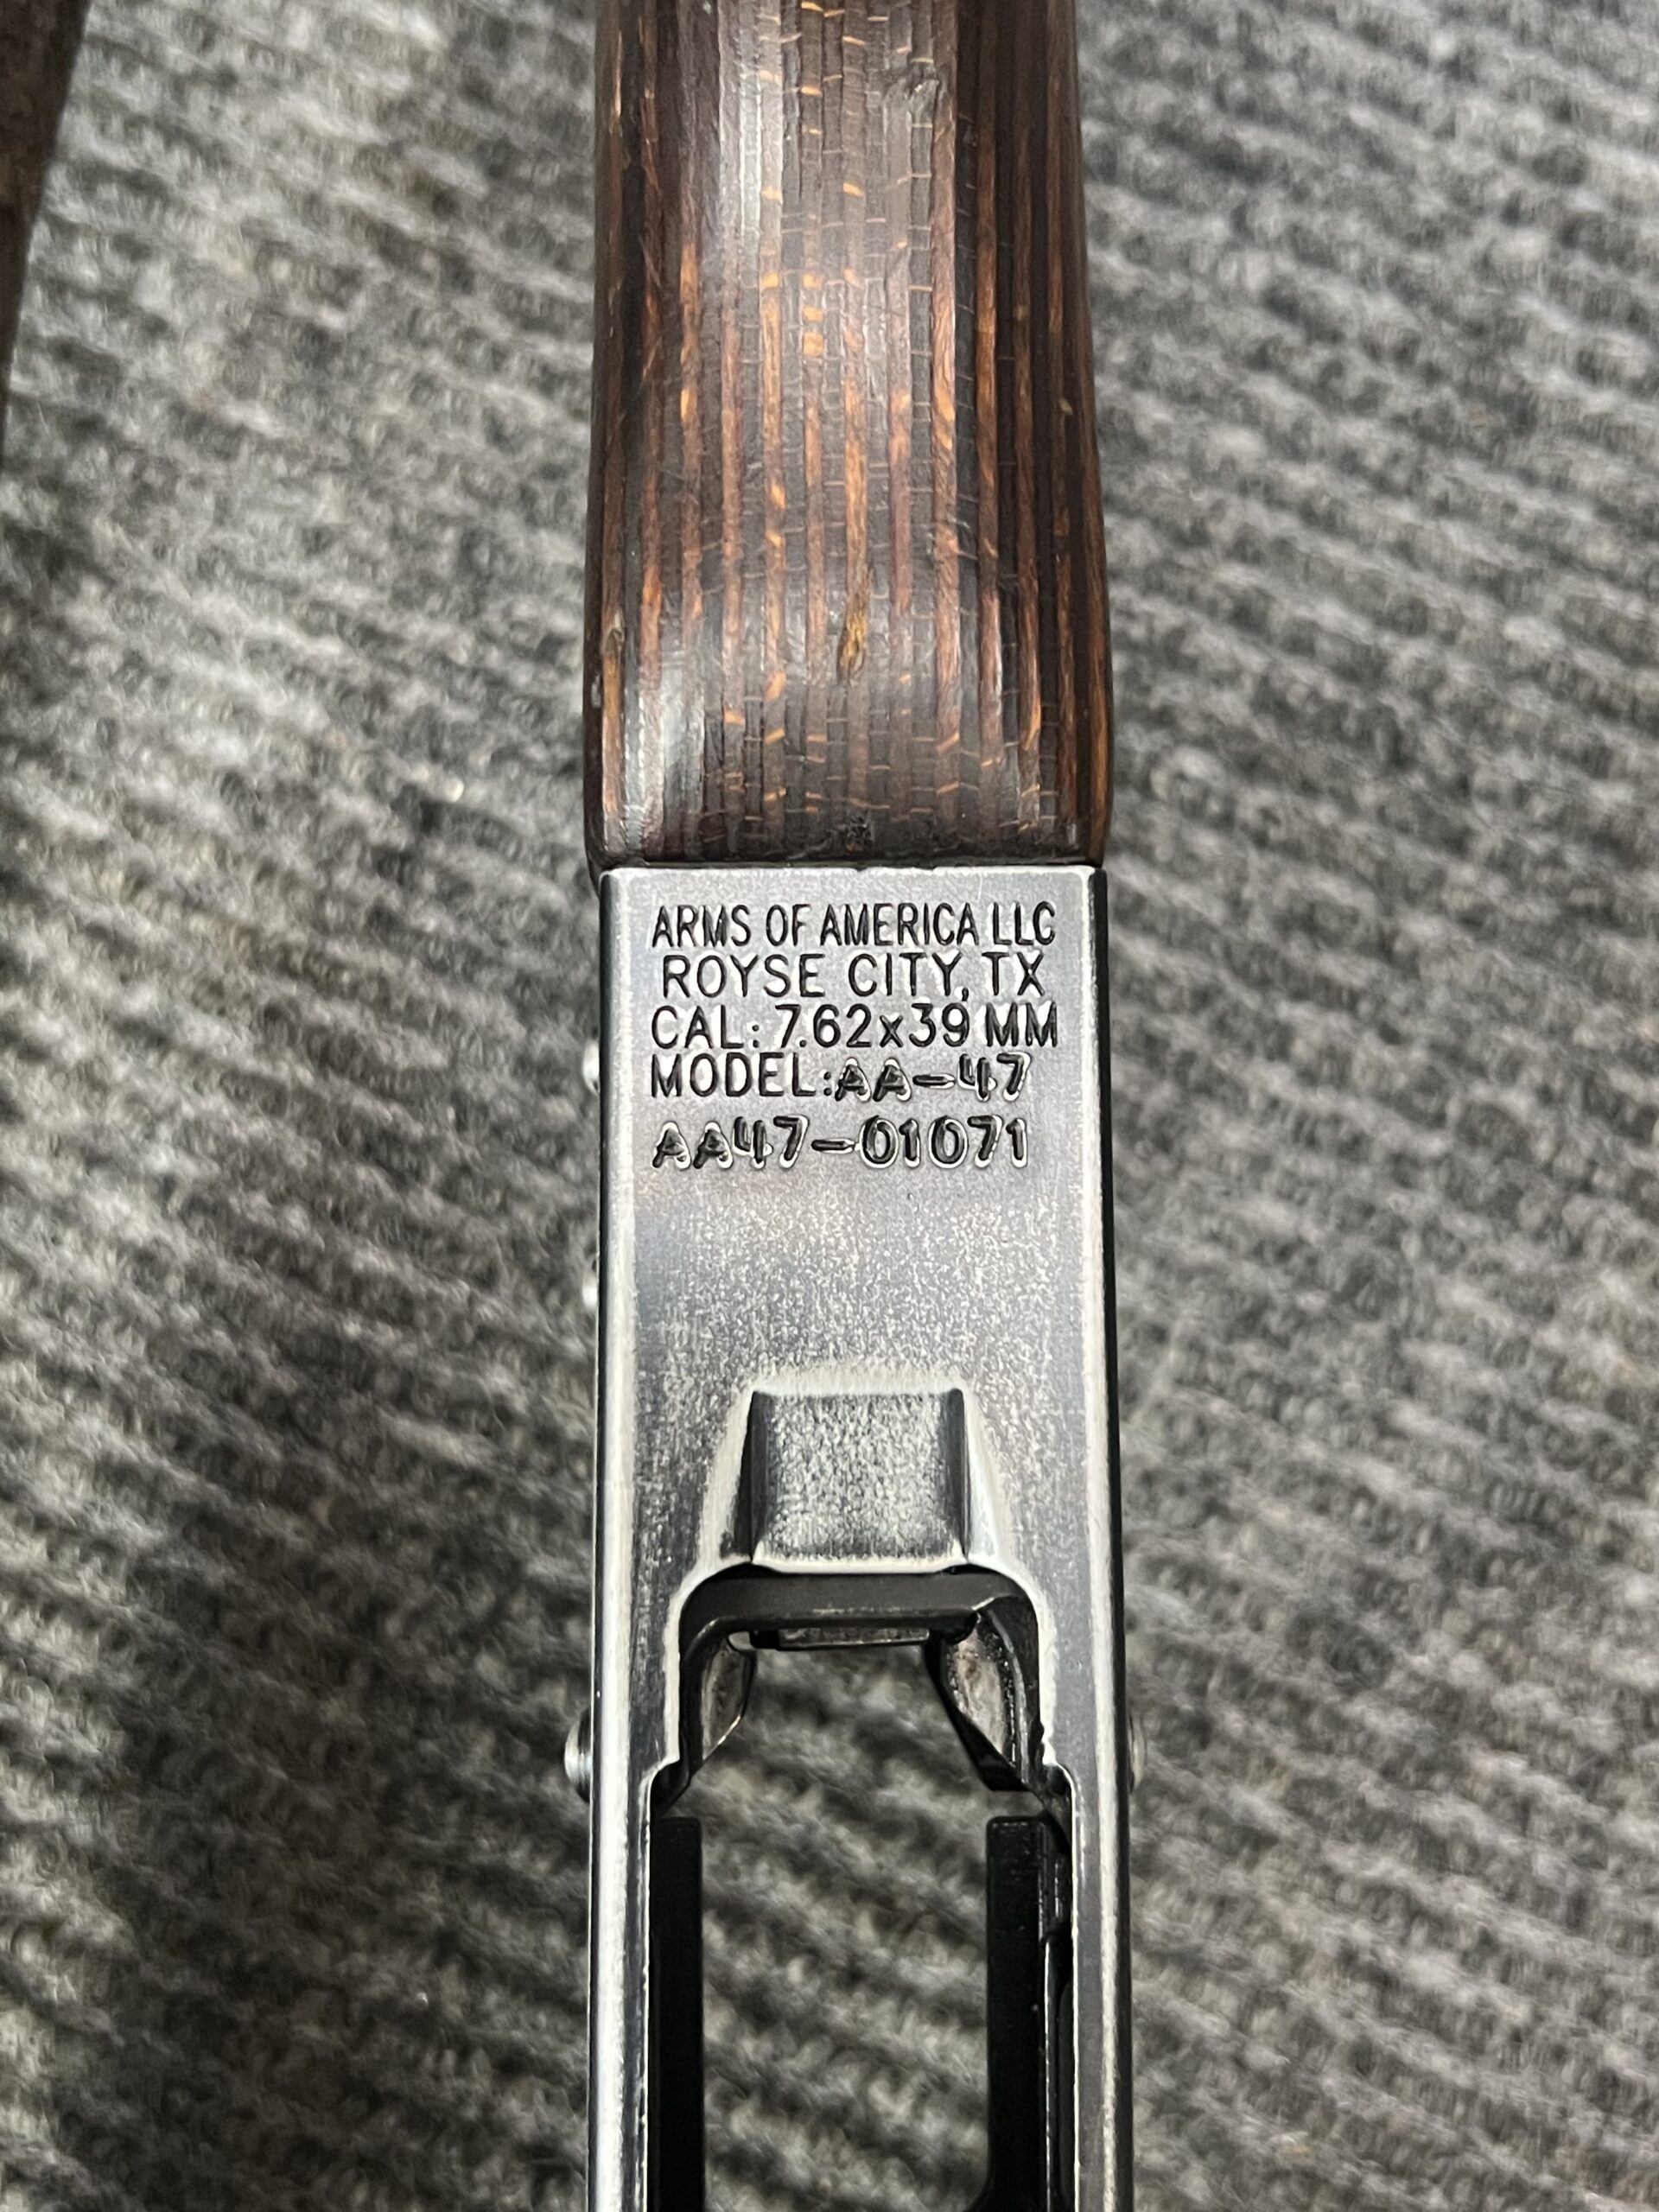 ARMS OF AMERICA LLC
ROYSE CITY, TX
CAL: 7.62x39 MM
MODEL:AA-47
AA47-01071